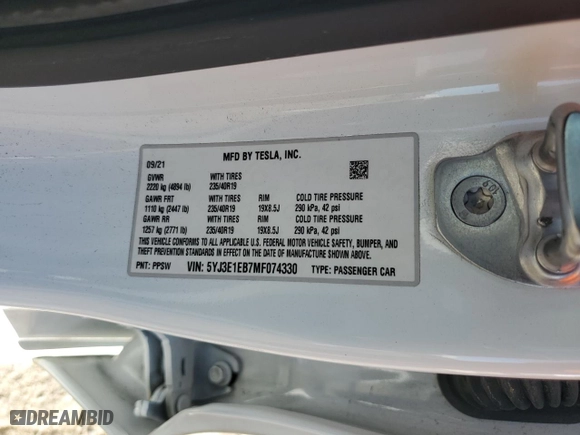 MFD BY TESLA, INC.
09/21
GVWR WITH TIRES
2220 kg (4894 lb) 235/40R19
GAWR FRT WITH TIRES RIM COLD TIRE PRESSURE
1110 kg (2447 lb) 235/40R19 19X8.5J 290 kPa, 42 psi
GAWR RR WITH TIRES RIM COLD TIRE PRESSURE
1257 kg (2771 lb) 235/40R19 19X8.5J 290 kPa, 42 psi
THIS VEHICLE CONFORMS TO ALL U.S. FEDERAL MOTOR VEHICLE SAFETY, BUMPER, AND
THEFT PREVENTION STANDARDS IN EFFECT ON THE DATE OF MANUFACTURE SHOWN ABOVE.
PNT: PPSW VIN: 5YJ3E1EB7MF074330 TYPE: PASSENGER CAR
DREAMBID